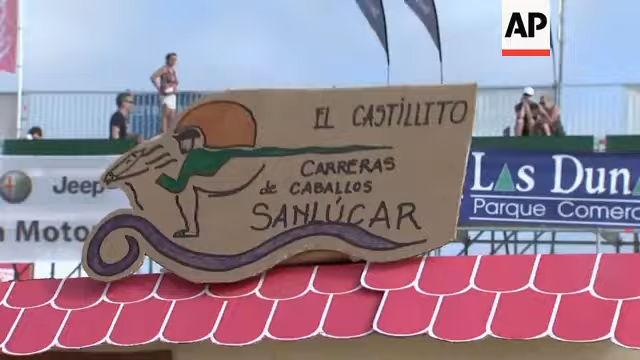 AP
EL CASTILLITO
CARRERAS
de CABALLOS
SANLÚCAR
Jeep
Motor
LAS DUN
Parque Comer